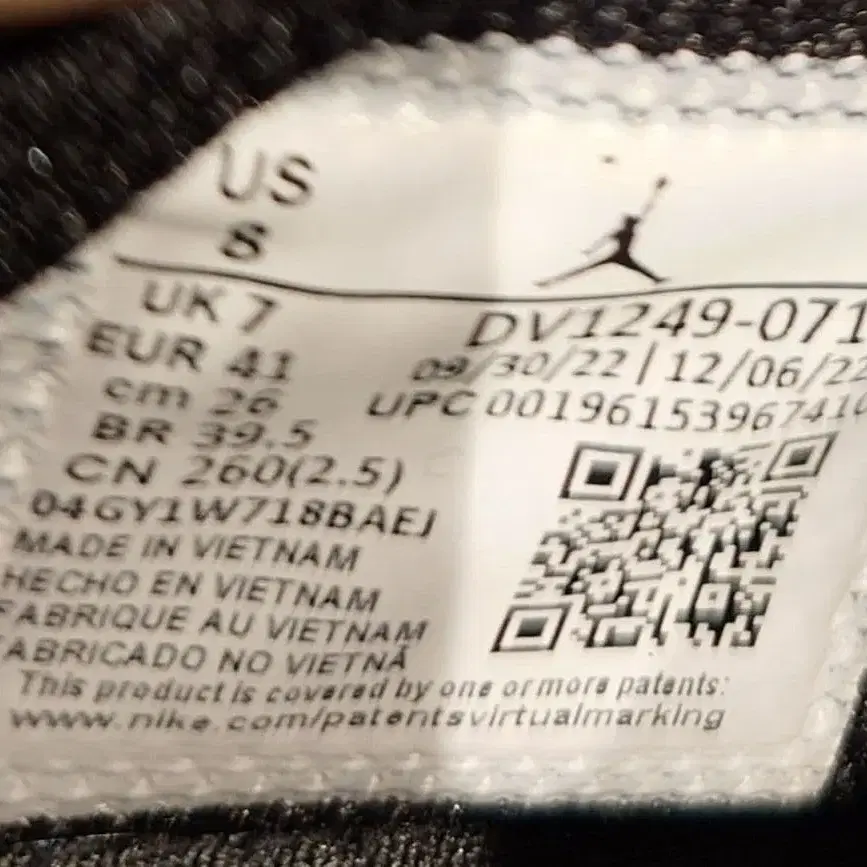 US
8
UK 7
EUR 41
cm 26
BR 39.5
CN 260(2.5)
04GY1W718BAEJ
MADE IN VIETNAM
HECHO EN VIETNAM
FABRIQUE AU VIETNAM
FABRICADO NO VIETNÃ
DV1249-071
09/30/22 | 12/06/22
UPC
This product is covered by one or more patents:
www.nike.com/patentsvirtualmarking